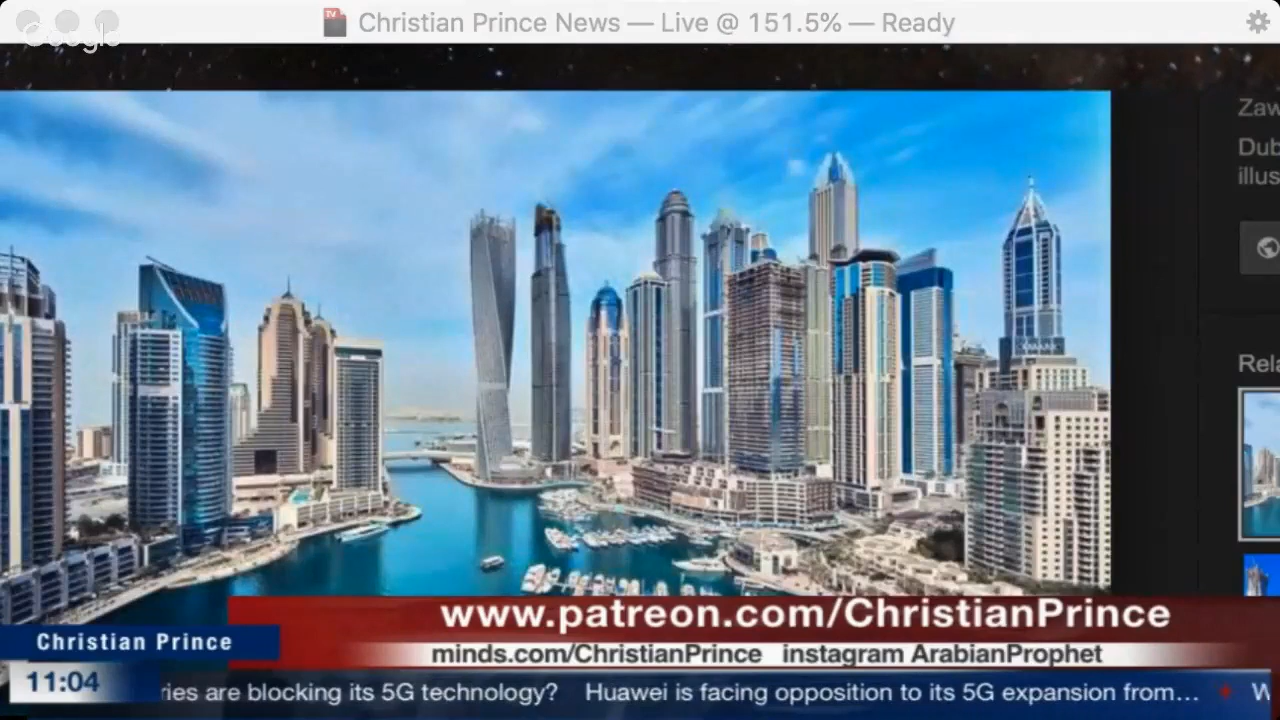 Christian Prince News — Live @ 151.5% — Ready
Google
Zaw
Dub
illus
Rela
www.patreon.com/ChristianPrince
Christian Prince
minds.com/ChristianPrince instagram ArabianProphet
11:04
ries are blocking its 5G technology? Huawei is facing opposition to its 5G expansion from... W